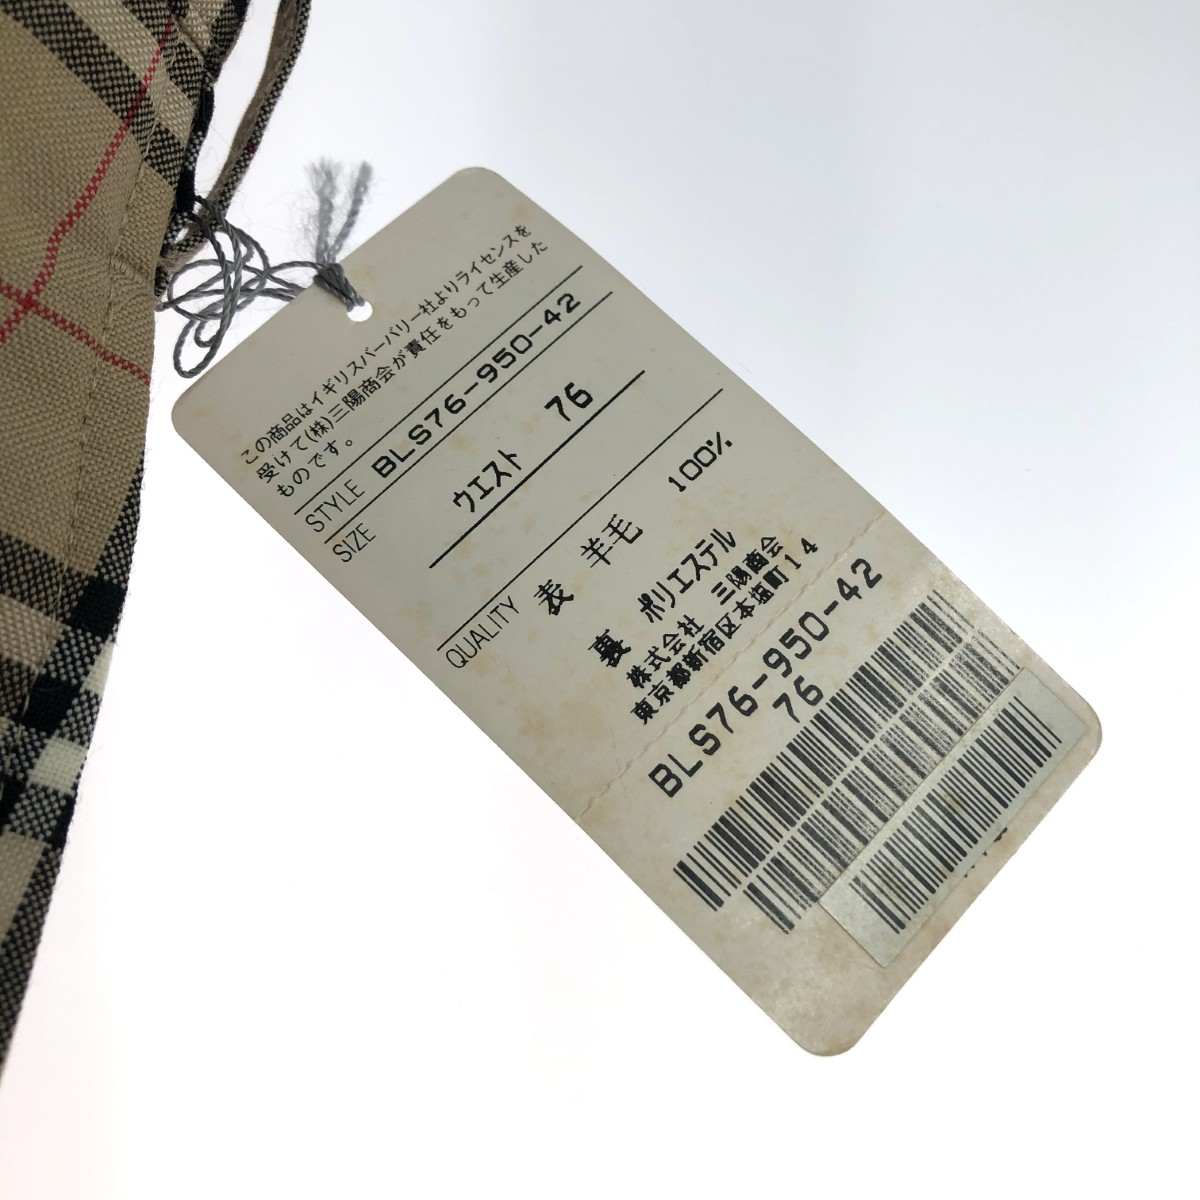 この商品はイギリスバーバリー社よりライセンスを
受けて(株)三陽商会が責任をもって生産した
ものです。
STYLE BLS76-950-42
SIZE
ウエスト 76
QUALITY 表 羊毛 100%
裏 ポリエステル
株式会社 三陽商会
東京都新宿区本塩町14
BLS76-950-42
76